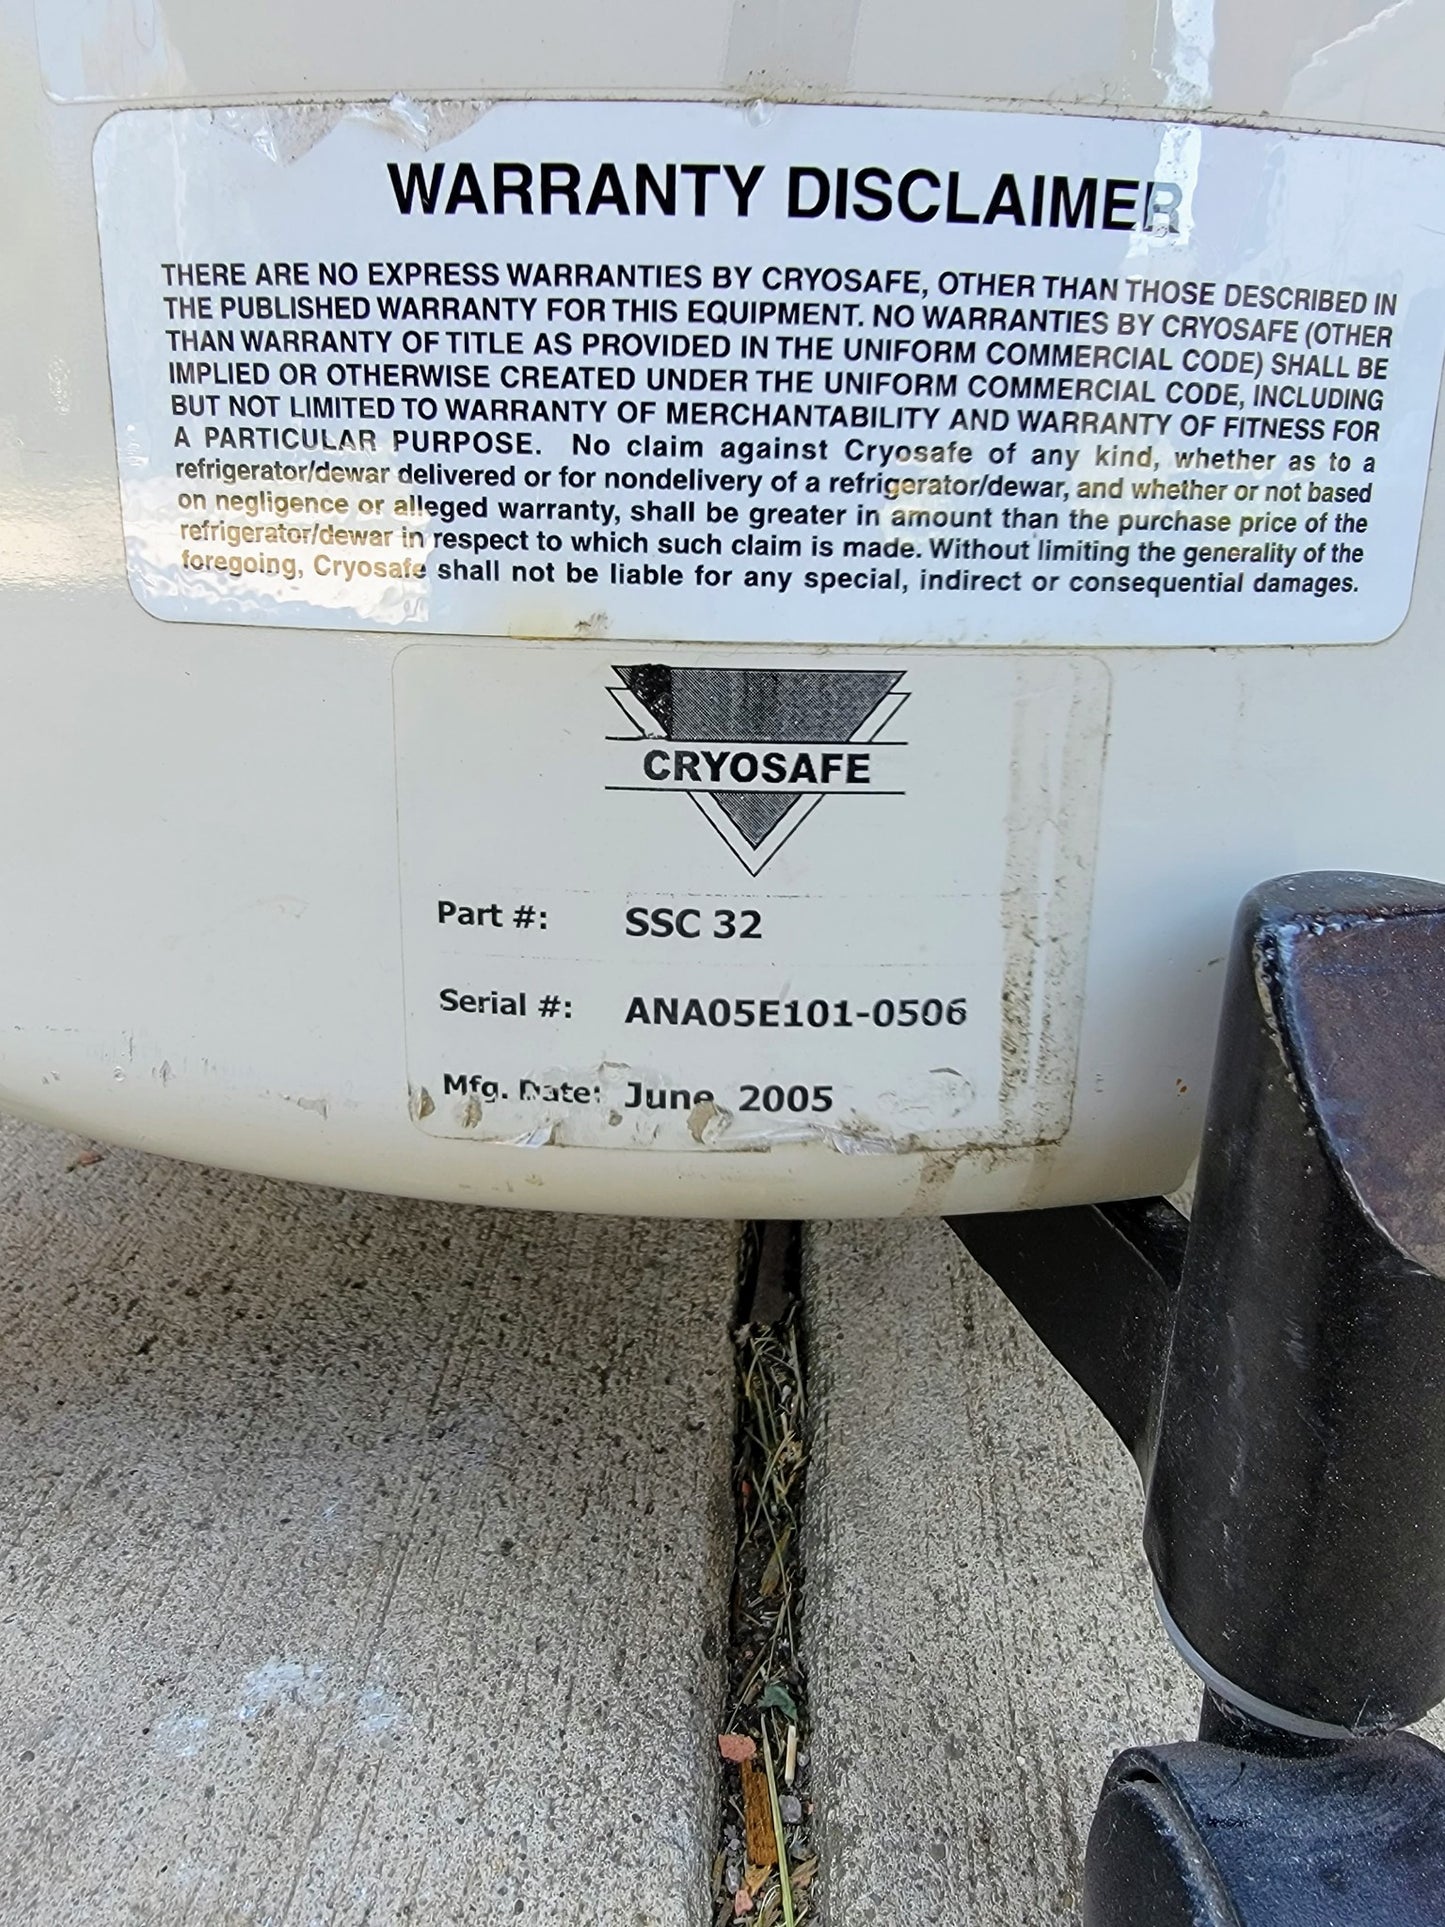 WARRANTY DISCLAIMER
THERE ARE NO EXPRESS WARRANTIES BY CRYOSAFE, OTHER THAN THOSE DESCRIBED IN
THE PUBLISHED WARRANTY FOR THIS EQUIPMENT. NO WARRANTIES BY CRYOSAFE (OTHER
THAN WARRANTY OF TITLE AS PROVIDED IN THE UNIFORM COMMERCIAL CODE) SHALL BE
IMPLIED OR OTHERWISE CREATED UNDER THE UNIFORM COMMERCIAL CODE, INCLUDING
BUT NOT LIMITED TO WARRANTY OF MERCHANTABILITY AND WARRANTY OF FITNESS FOR
A PARTICULAR PURPOSE. No claim against Cryosafe of any kind, whether as to a
refrigerator/dewar delivered or for nondelivery of a refrigerator/dewar, and whether or not based
on negligence or alleged warranty, shall be greater in amount than the purchase price of the
refrigerator/dewar in respect to which such claim is made. Without limiting the generality of the
foregoing, Cryosafe shall not be liable for any special, indirect or consequential damages.
CRYOSAFE
Part #: SSC 32
Serial #: ANA05E101-0506
Mfg. Date: June 2005